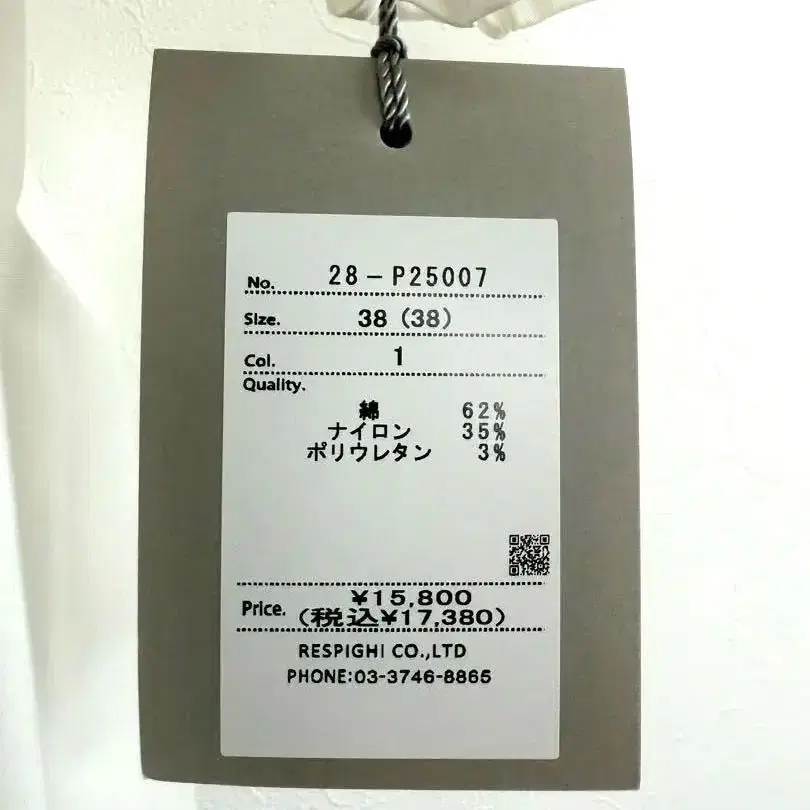 No. 28-P25007
Size. 38 (38)
Col. 1
Quality.
綿 62%
ナイロン 35%
ポリウレタン 3%
Price. ¥15,800
(税込¥17,380)
RESPIGHI CO.,LTD
PHONE:03-3746-8865